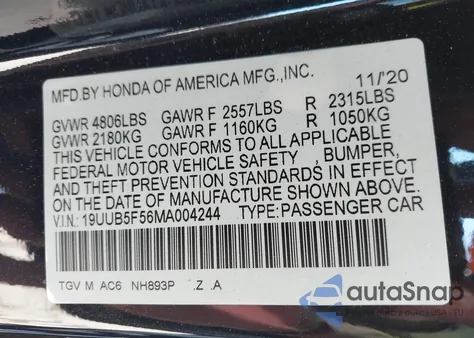 MFD.BY HONDA OF AMERICA MFG.,INC. 11/'20
GVWR 4806LBS GAWR F 2557LBS R 2315LBS
GVWR 2180KG GAWR F 1160KG R 1050KG
THIS VEHICLE CONFORMS TO ALL APPLICABLE
FEDERAL MOTOR VEHICLE SAFETY , BUMPER,
AND THEFT PREVENTION STANDARDS IN EFFECT
ON THE DATE OF MANUFACTURE SHOWN ABOVE.
V.I.N: 19UUB5F56MA004244 TYPE:PASSENGER CAR
TGV M AC6 NH893P .Z .A
autoSnap